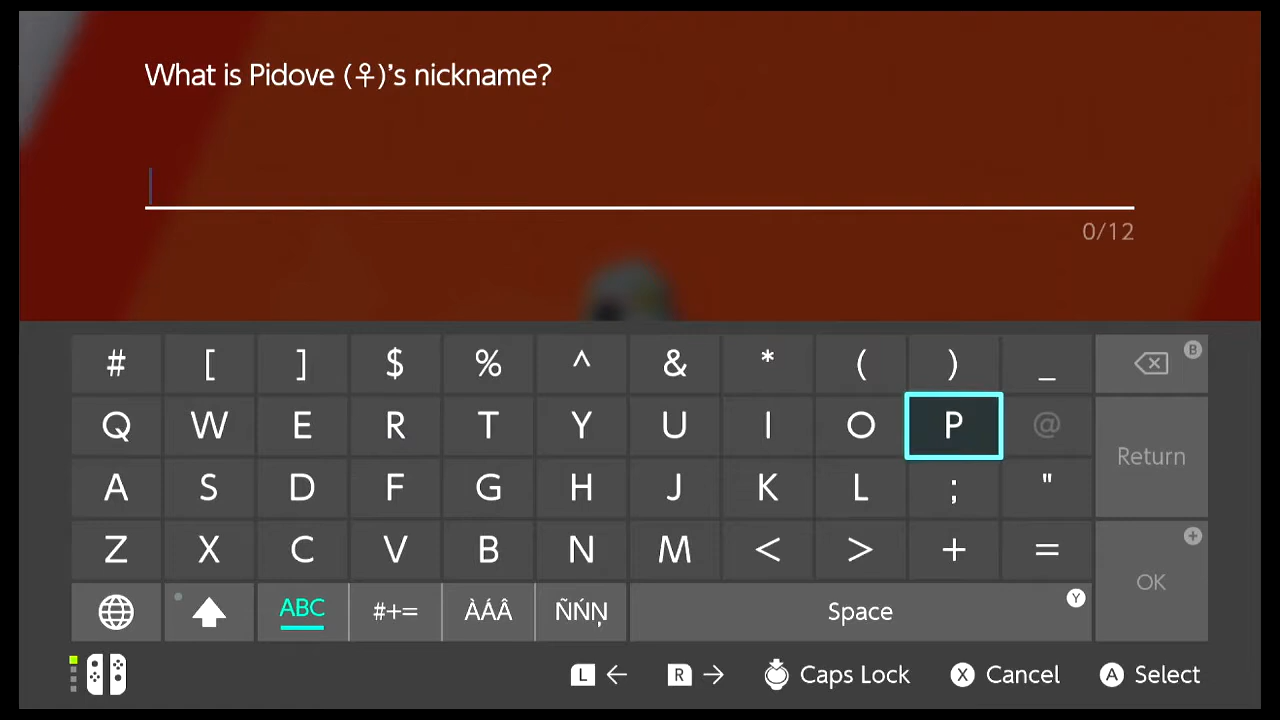 What is Pidove (♀)'s nickname?
0/12
# [ ] $ % ^ & * ( ) _ B
Q W E R T Y U I O P @ Return
A S D F G H J K L ; "
Z X C V B N M < > + = + OK
ABC #+= ÀÁÂ ÑŃŅ Space Y
L ← R → Caps Lock X Cancel A Select